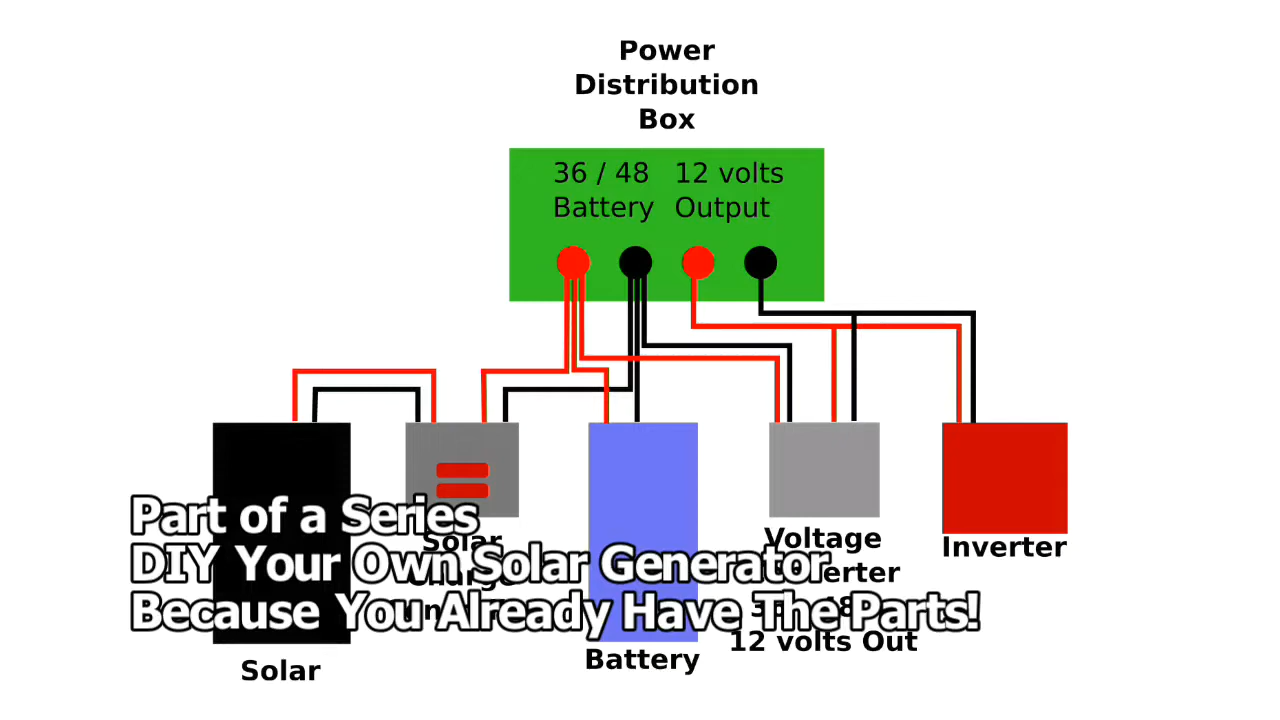 Power
Distribution
Box
36 / 48 12 volts
Battery Output
Part of a Series
DIY Your Own Solar Generator
Because You Already Have The Parts!
Solar
Voltage
Inverter
12 volts Out
Battery
Solar